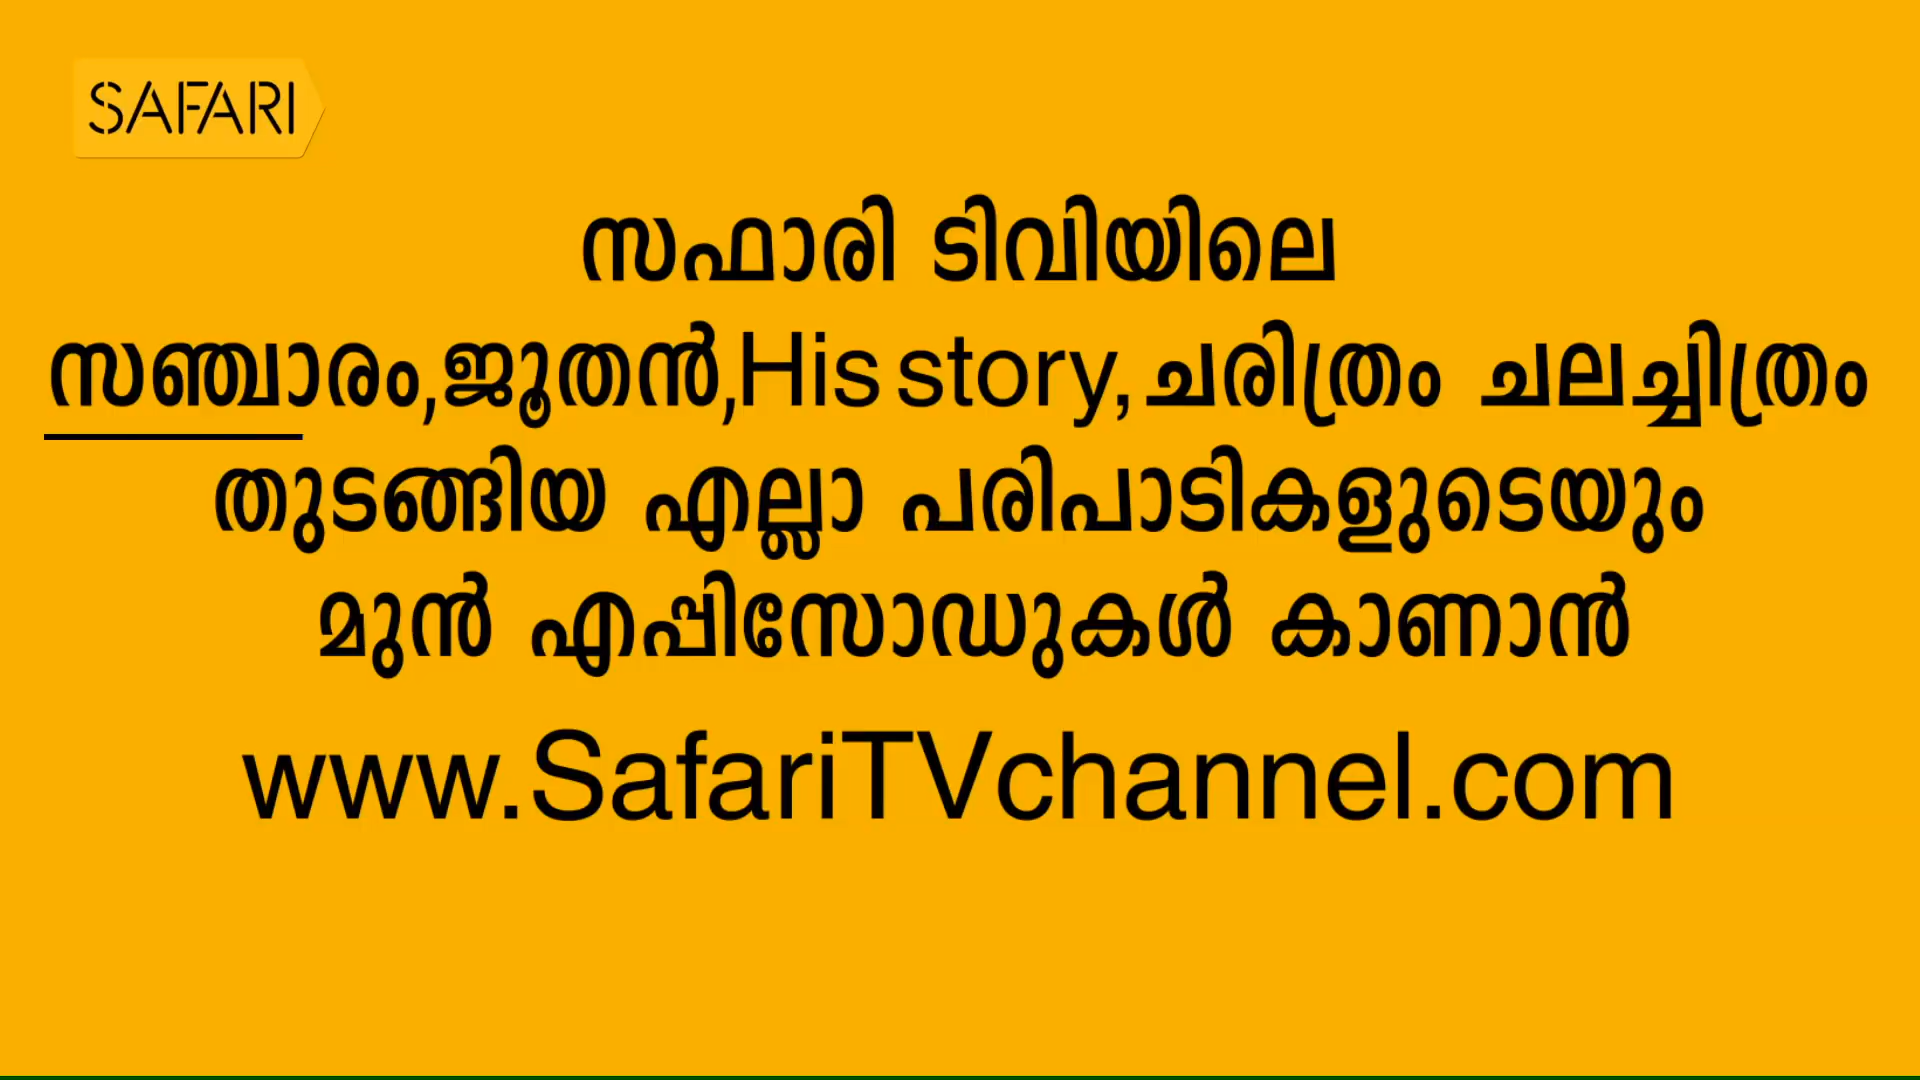 SAFARI
സഫാരി ടിവിയിലെ
സഞ്ചാരം,ജൂതൻ,His story,ചരിത്രം ചലച്ചിത്രം
തുടങ്ങിയ എല്ലാ പരിപാടികളുടെയും
മുൻ എപ്പിസോഡുകൾ കാണാൻ
www.SafariTVchannel.com